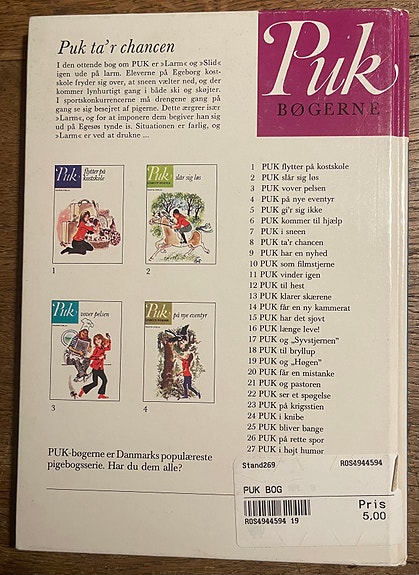 Puk ta'r chancen
I den ottende bog om PUK er »Larm« og »Slid«
igen ude på larm. Eleverne på Egeborg kost-
skole fryder sig over, at sneen vælter ned, og der
kommer lynhurtigt gang i både ski og skøjter.
I sportskonkurrencerne må drengene gang på
gang se sig besejret af pigerne. Dette ærgrer især
»Larm«, og for at imponere dem begiver han sig
ud på Egesøs tynde is. Situationen er farlig, og
»Larm« er ved at drukne ...
Puk
BØGERNE
Puk flytter på
kostskole
1
Puk slår sig løs
2
Puk vover pelsen
3
Puk på nye eventyr
4
1 PUK flytter på kostskole
2 PUK slår sig løs
3 PUK vover pelsen
4 PUK på nye eventyr
5 PUK gi'r sig ikke
6 PUK kommer til hjælp
7 PUK i sneen
8 PUK ta'r chancen
9 PUK har en nyhed
10 PUK som filmstjerne
11 PUK vinder igen
12 PUK til hest
13 PUK klarer skærene
14 PUK får en ny kammerat
15 PUK har det sjovt
16 PUK længe leve!
17 PUK og „Syvstjernen”
18 PUK til bryllup
19 PUK og „Høgen”
20 PUK får en mistanke
21 PUK og pastoren
22 PUK ser et spøgelse
23 PUK på krigsstien
24 PUK i knibe
25 PUK bliver bange
26 PUK på rette spor
27 PUK i højt humør
PUK-bøgerne er Danmarks populæreste
pigebogsserie. Har du dem alle?
Stand269 ROS4944594
PUK BOG
Pris
5,00
ROS4944594 19